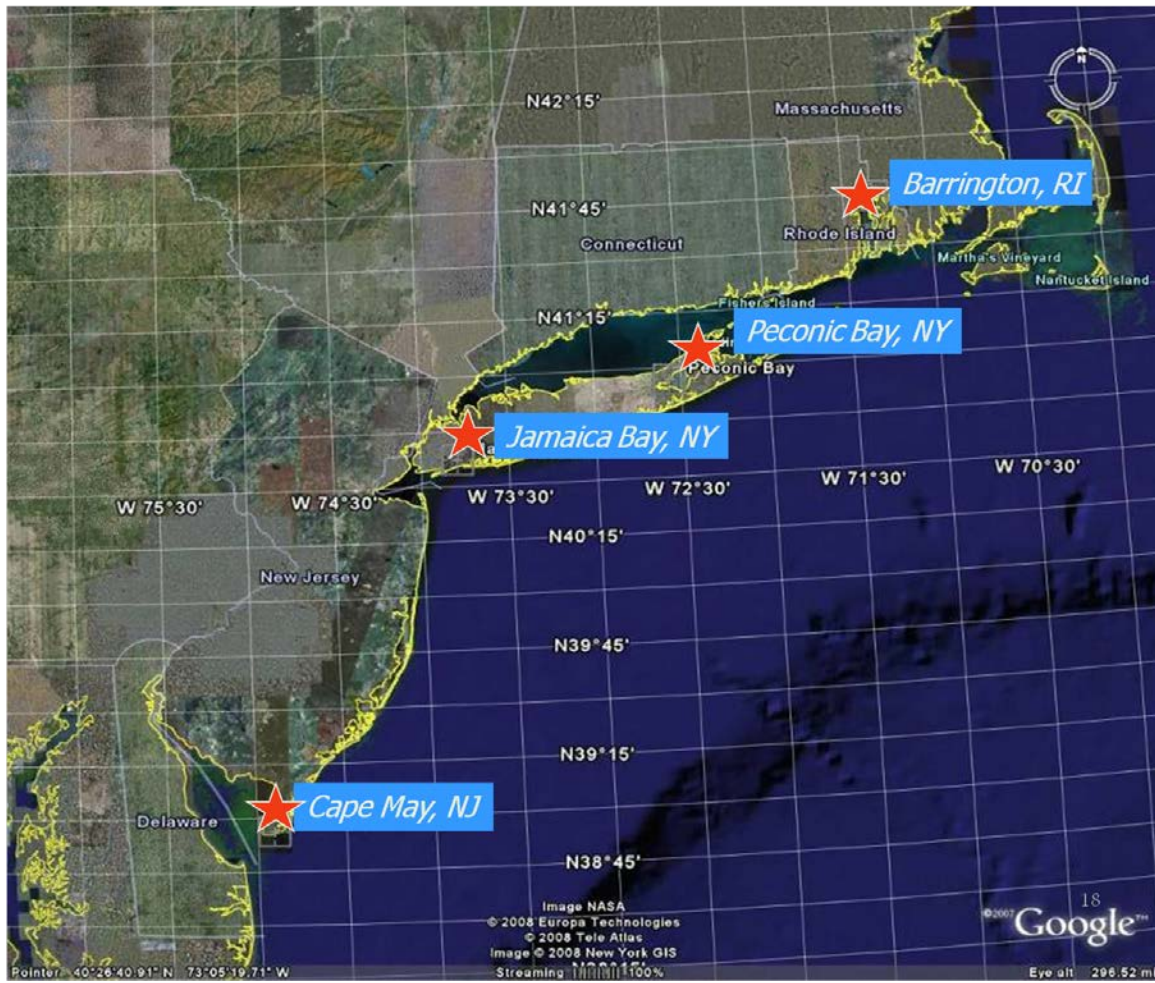 N42°15'
Massachusetts
Barrington, RI
N41°45'
Connecticut
Rhode Island
Martha's Vineyard
Nantucket Island
Fishers Island
N41°15'
Peconic Bay, NY
Peconic Bay
Jamaica Bay, NY
W 75°30'
W 74°30'
W 73°30'
W 72°30'
W 71°30'
W 70°30'
N40°15'
New Jersey
N39°45'
N39°15'
Cape May, NJ
Delaware
N38°45'
18
Image NASA
© 2008 Europa Technologies
© 2008 Tele Atlas
Image © 2008 New York GIS
©2007 Google™
Pointer 40°26'40.91" N 73°05'19.71" W
Streaming 100%
Eye alt 296.52 mi
N